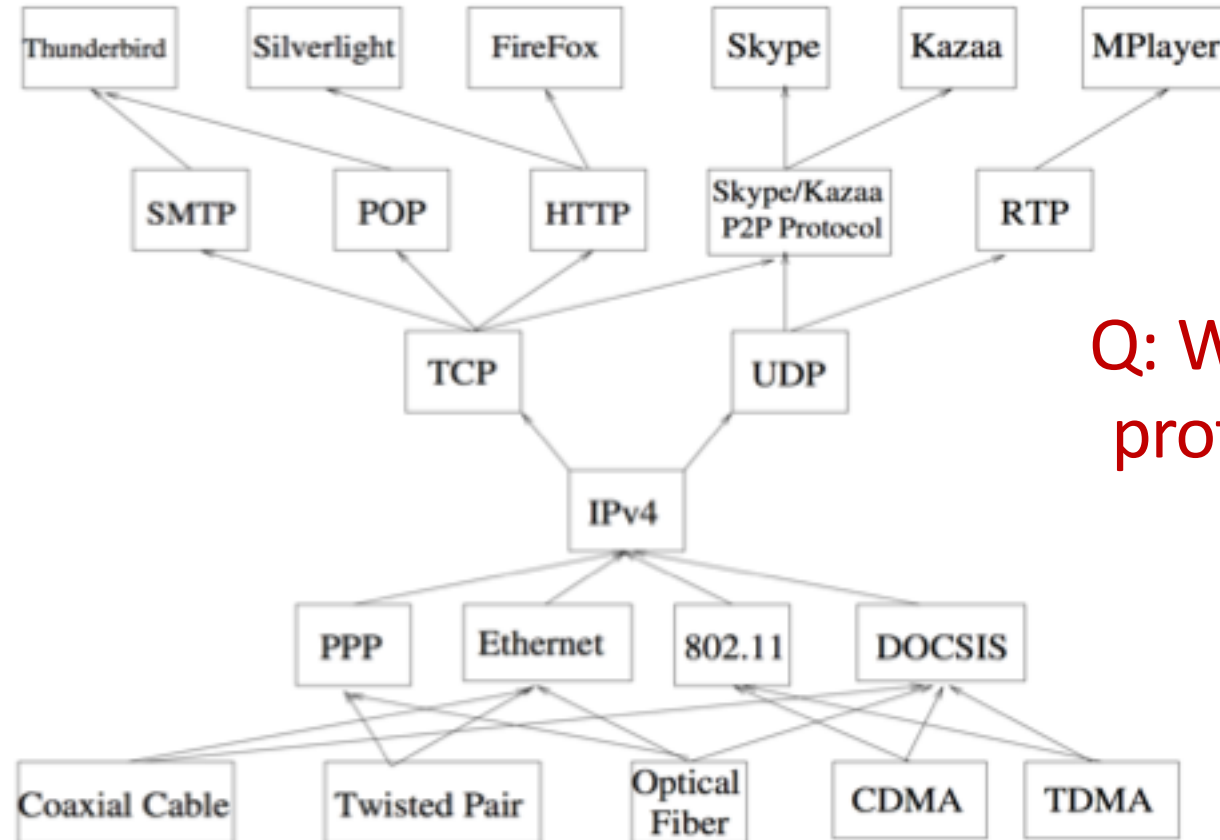 Thunderbird
Silverlight
FireFox
Skype
Kazaa
MPlayer
SMTP
POP
HTTP
Skype/Kazaa
P2P Protocol
RTP
TCP
UDP
Q:
IPv4
PPP
Ethernet
802.11
DOCSIS
Coaxial Cable
Twisted Pair
Optical
Fiber
CDMA
TDMA